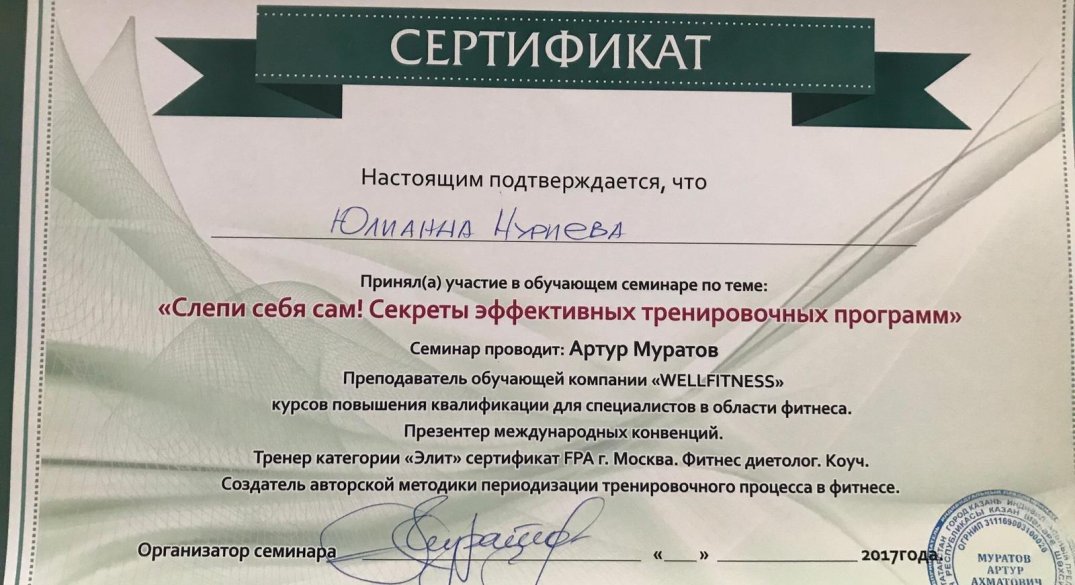 СЕРТИФИКАТ
Настоящим подтверждается, что
Юлианна Нуриева
Принял(а) участие в обучающем семинаре по теме:
«Слепи себя сам! Секреты эффективных тренировочных программ»
Семинар проводит: Артур Муратов
Преподаватель обучающей компании «WELLFITNESS»
курсов повышения квалификации для специалистов в области фитнеса.
Презентер международных конвенций.
Тренер категории «Элит» сертификат FPA г. Москва. Фитнес диетолог. Коуч.
Создатель авторской методики периодизации тренировочного процесса в фитнесе.
Организатор семинара «__» 2017года.
ГОРОД КАЗАНЬ
МУРАТОВ
АРТУР
АХМАТОВИЧ